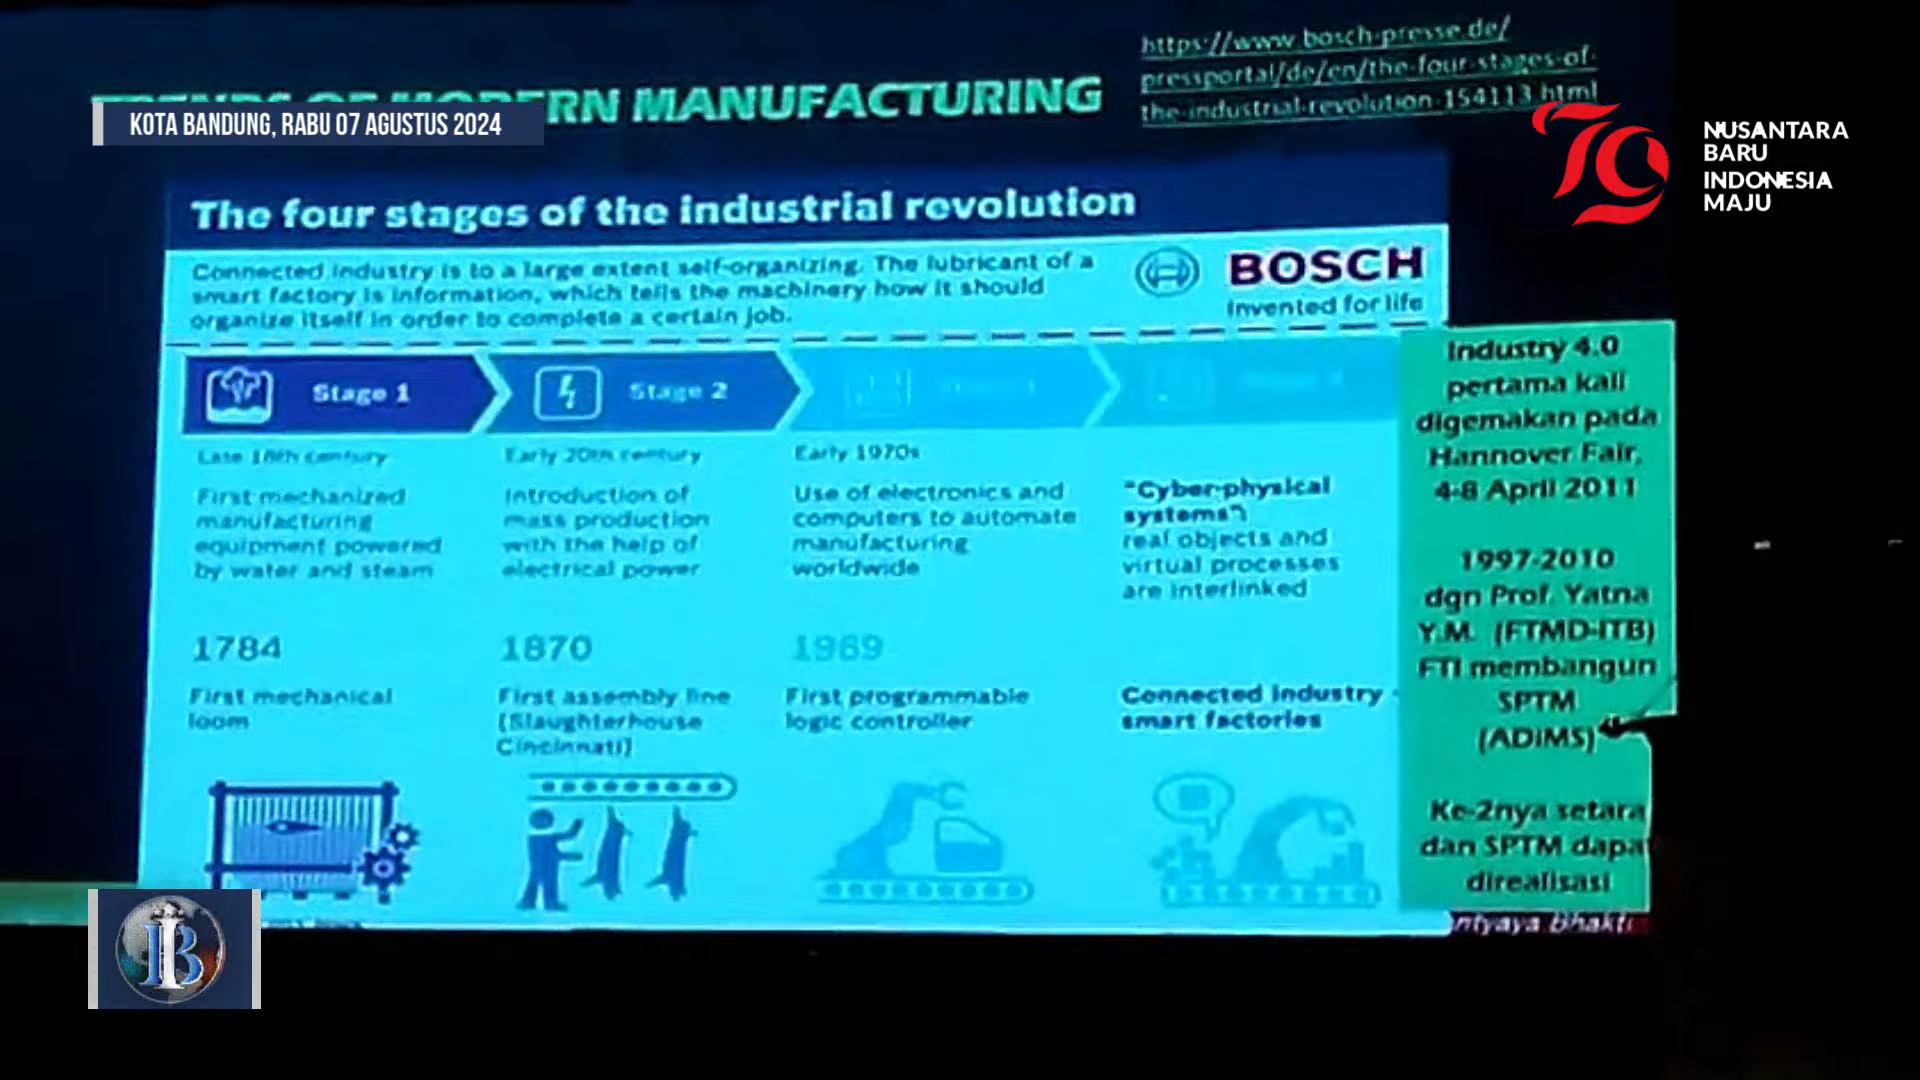 https://www.bosch-presse.de/
pressportal/de/en/the-four-stages-of-
the-industrial-revolution-154113.html
MODERN MANUFACTURING
KOTA BANDUNG, RABU 07 AGUSTUS 2024
NUSANTARA
BARU
INDONESIA
MAJU
The four stages of the industrial revolution
Connected industry is to a large extent self-organizing. The lubricant of a
smart factory is information, which tells the machinery how it should
organize itself in order to complete a certain job.
BOSCH
Invented for life
Stage 1
Stage 2
Late 18th century
First mechanized
manufacturing
equipment powered
by water and steam
1784
First mechanical
loom
Early 20th century
Introduction of
mass production
with the help of
electrical power
1870
First assembly line
(Slaughterhouse
Cincinnati)
Early 1970s
Use of electronics and
computers to automate
manufacturing
worldwide
1969
First programmable
logic controller
"Cyber-physical
systems":
real objects and
virtual processes
are interlinked
Connected industry -
smart factories
Industry 4.0
pertama kali
digemakan pada
Hannover Fair,
4-8 April 2011
1997-2010
dgn Prof. Yatna
Y.M. (FTMD-ITB)
FTI membangun
SPTM
(ADIMS)
Ke-2nya setara
dan SPTM dapat
direalisasi
Bhakti
IB